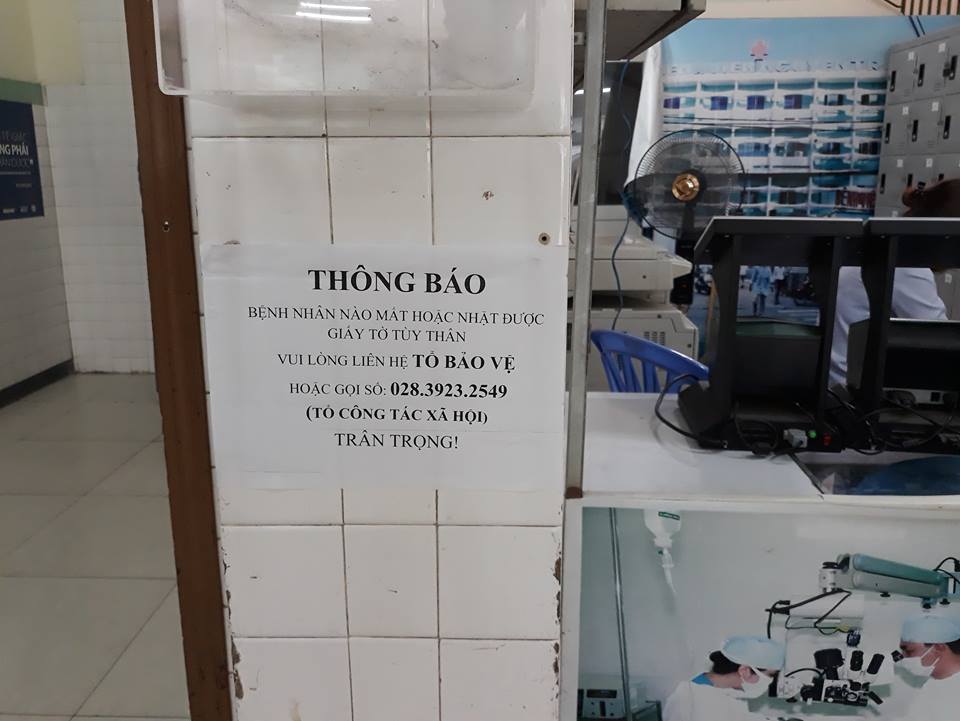 THÔNG BÁO
BỆNH NHÂN NÀO MẤT HOẶC NHẶT ĐƯỢC
GIẤY TỜ TÙY THÂN
VUI LÒNG LIÊN HỆ TỔ BẢO VỆ
HOẶC GỌI SỐ: 028.3923.2549
(TỔ CÔNG TÁC XÃ HỘI)
TRÂN TRỌNG!